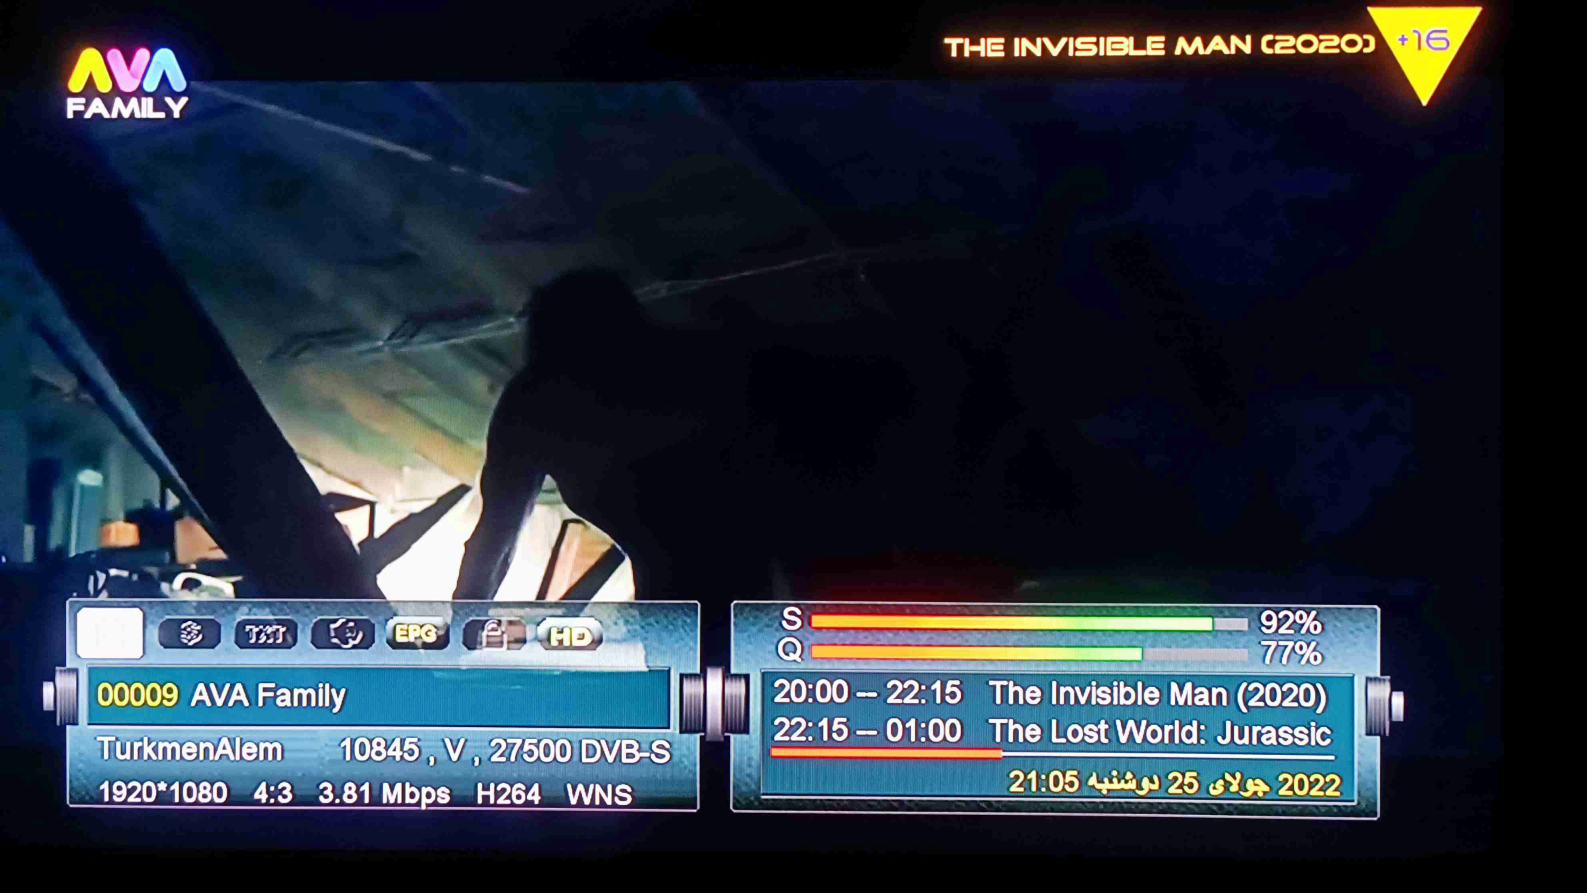 AVA
FAMILY
THE INVISIBLE MAN (2020)
+16
TXT
EPG
HD
00009 AVA Family
TurkmenAlem 10845 , V , 27500 DVB-S
1920*1080 4:3 3.81 Mbps H264 WNS
S 92%
Q 77%
20:00 -- 22:15 The Invisible Man (2020)
22:15 -- 01:00 The Lost World: Jurassic
21:05 دوشنبه 25 جولای 2022